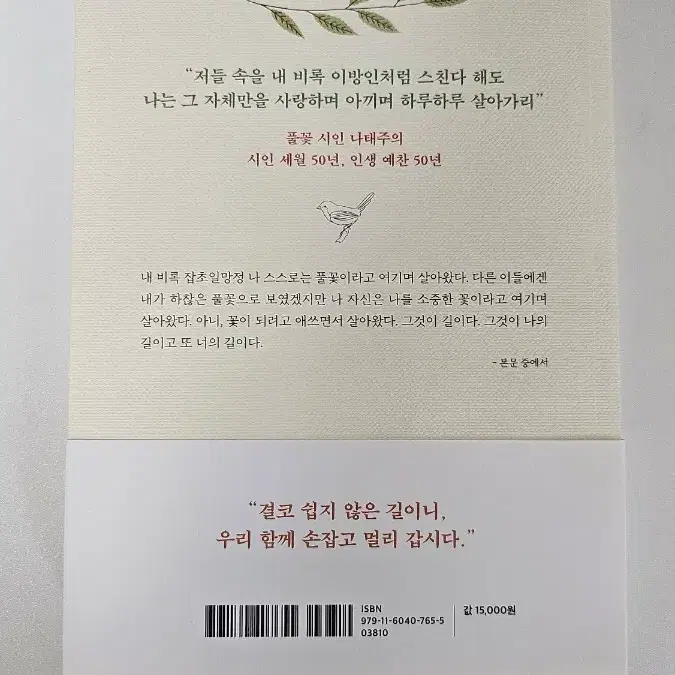 “저들 속을 내 비록 이방인처럼 스친다 해도
나는 그 자체만을 사랑하며 아끼며 하루하루 살아가리”
풀꽃 시인 나태주의
시인 세월 50년, 인생 예찬 50년
내 비록 잡초일망정 나 스스로는 풀꽃이라고 여기며 살아왔다. 다른 이들에겐
내가 하찮은 풀꽃으로 보였겠지만 나 자신은 나를 소중한 꽃이라고 여기며
살아왔다. 아니, 꽃이 되려고 애쓰면서 살아왔다. 그것이 길이다. 그것이 나의
길이고 또 너의 길이다.
- 본문 중에서
“결코 쉽지 않은 길이니,
우리 함께 손잡고 멀리 갑시다.”
ISBN
979-11-6040-765-5
03810
값 15,000원